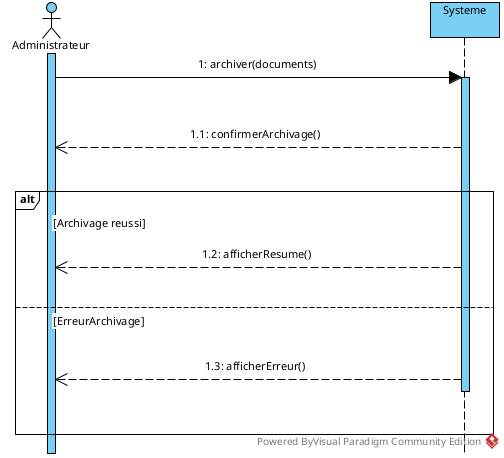 Administrateur
Systeme
1: archiver(documents)
1.1: confirmerArchivage()
alt
[Archivage reussi]
1.2: afficherResume()
[ErreurArchivage]
1.3: afficherErreur()
Powered ByVisual Paradigm Community Edition